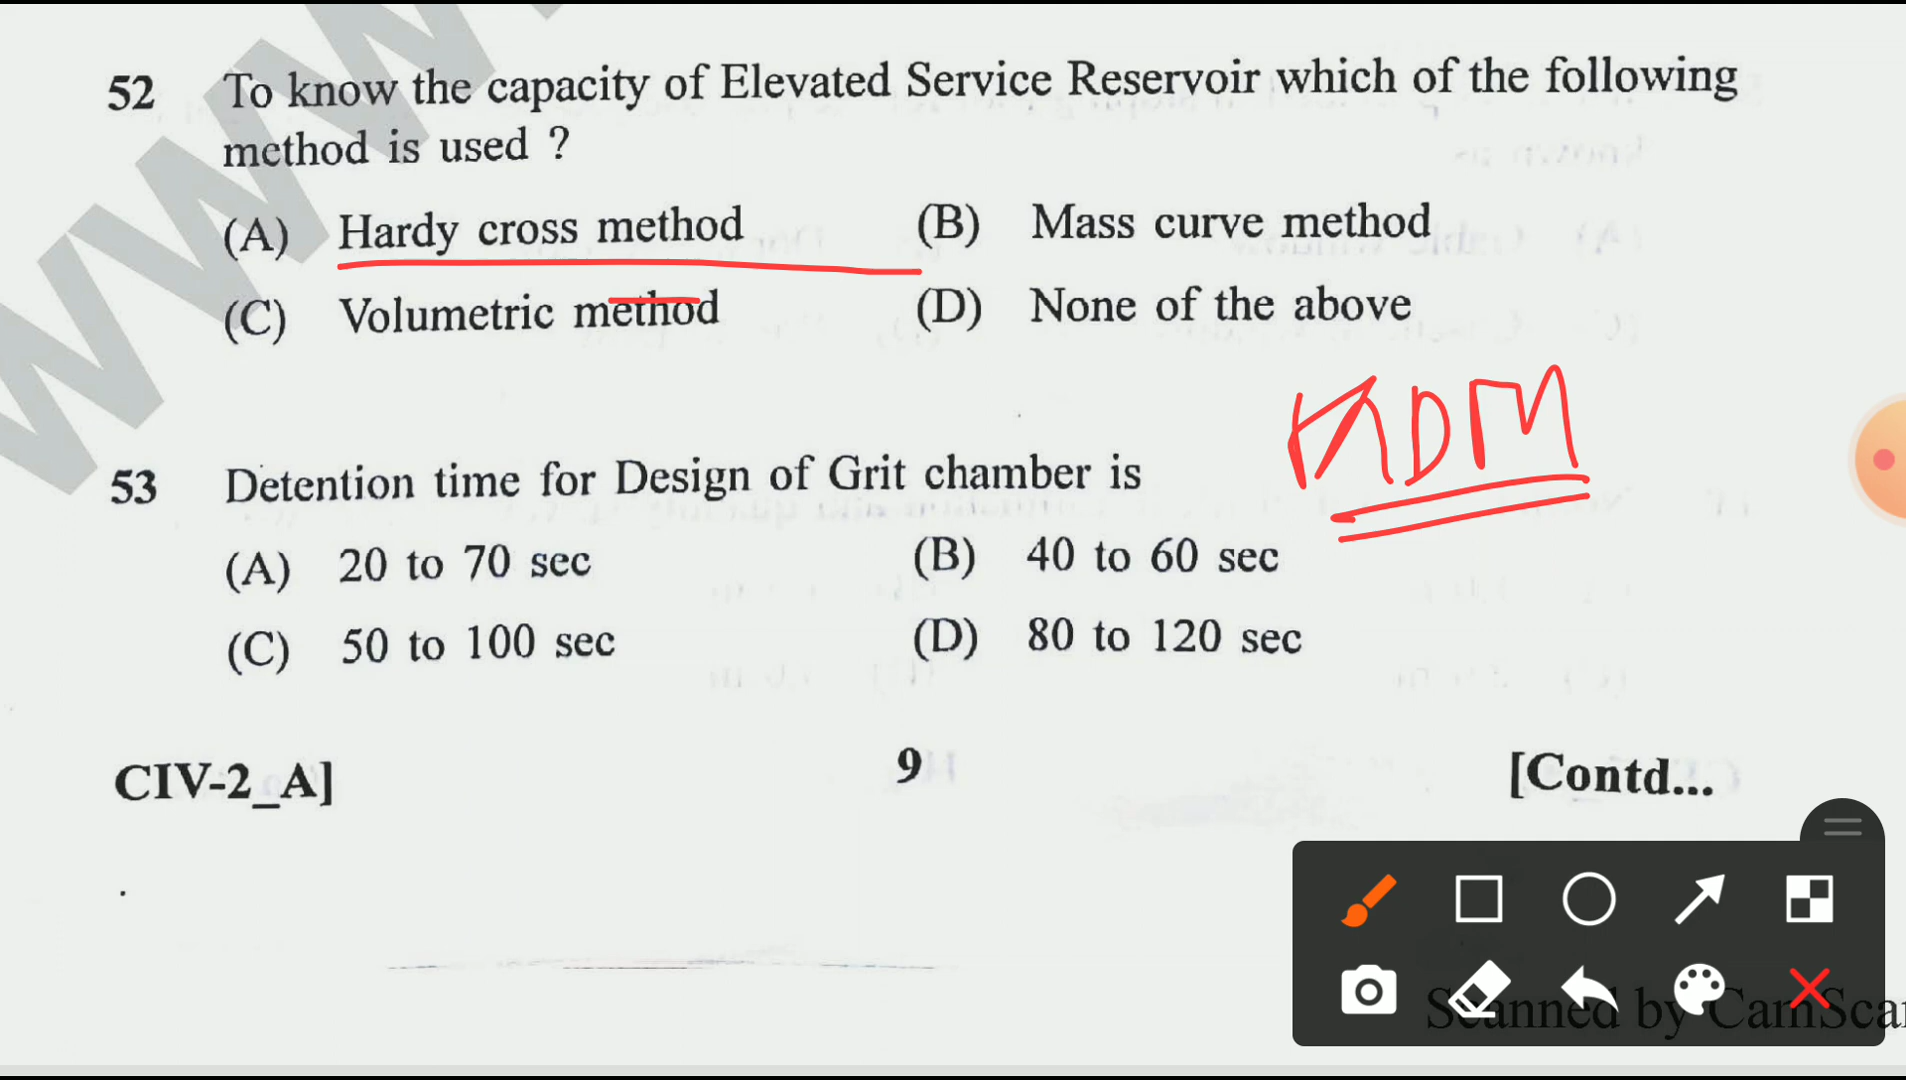 WWW
52 To know the capacity of Elevated Service Reservoir which of the following
method is used ?
(A) Hardy cross method (B) Mass curve method
(C) Volumetric method (D) None of the above
53 Detention time for Design of Grit chamber is
(A) 20 to 70 sec (B) 40 to 60 sec
(C) 50 to 100 sec (D) 80 to 120 sec
CIV-2_A] 9 [Contd...
Scanned by CamSca